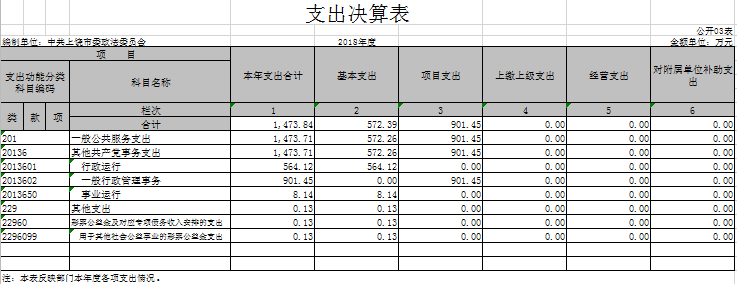 支出决算表
公开03表
编制单位：中共上饶市委政法委员会 2018年度 金额单位：万元
项 目 本年支出合计 基本支出 项目支出 上缴上级支出 经营支出 对附属单位补助支出
支出功能分类科目编码 科目名称
类 款 项 栏次 1 2 3 4 5 6
合计 1,473.84 572.39 901.45 0.00 0.00 0.00
201 一般公共服务支出 1,473.71 572.26 901.45 0.00 0.00 0.00
20136 其他共产党事务支出 1,473.71 572.26 901.45 0.00 0.00 0.00
2013601 行政运行 564.12 564.12 0.00 0.00 0.00 0.00
2013602 一般行政管理事务 901.45 0.00 901.45 0.00 0.00 0.00
2013650 事业运行 8.14 8.14 0.00 0.00 0.00 0.00
229 其他支出 0.13 0.13 0.00 0.00 0.00 0.00
22960 彩票公益金及对应专项债务收入安排的支出 0.13 0.13 0.00 0.00 0.00 0.00
2296099 用于其他社会公益事业的彩票公益金支出 0.13 0.13 0.00 0.00 0.00 0.00
注：本表反映部门本年度各项支出情况。